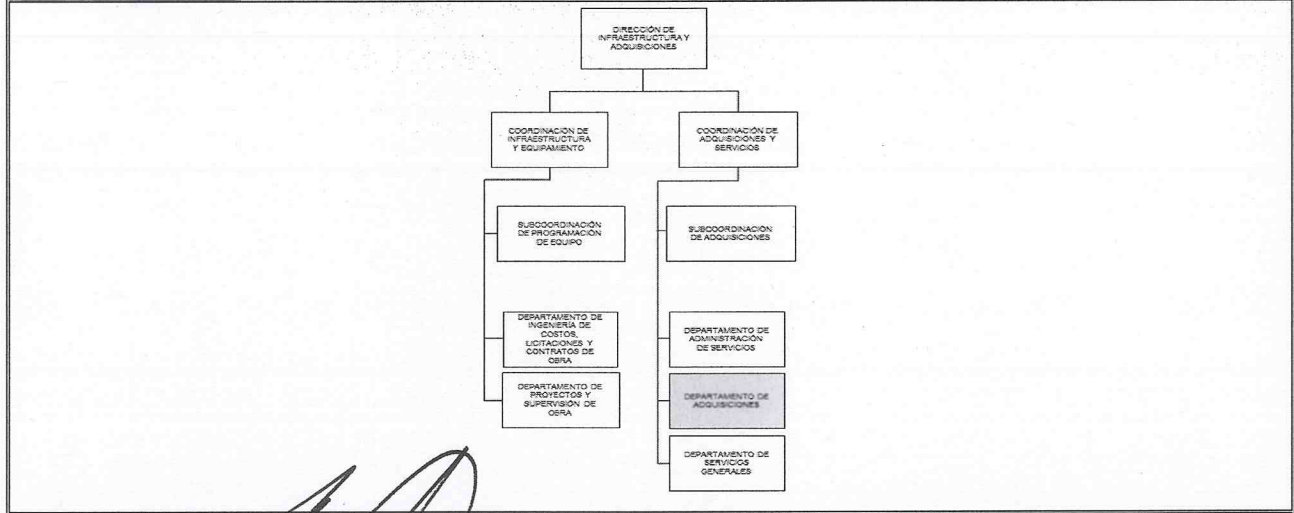 DIRECCIÓN DE
INFRAESTRUCTURA Y
ADQUISICIONES
COORDINACIÓN DE
INFRAESTRUCTURA
Y EQUIPAMIENTO
COORDINACIÓN DE
ADQUISICIONES Y
SERVICIOS
SUBCOORDINACIÓN
DE PROGRAMACIÓN
DE EQUIPO
SUBCOORDINACIÓN
DE ADQUISICIONES
DEPARTAMENTO DE
INGENIERÍA DE
COSTOS,
LICITACIONES Y
CONTRATOS DE
OBRA
DEPARTAMENTO DE
ADMINISTRACIÓN
DE SERVICIOS
DEPARTAMENTO DE
PROYECTOS Y
SUPERVISIÓN DE
OBRA
DEPARTAMENTO DE
ADQUISICIONES
DEPARTAMENTO DE
SERVICIOS
GENERALES